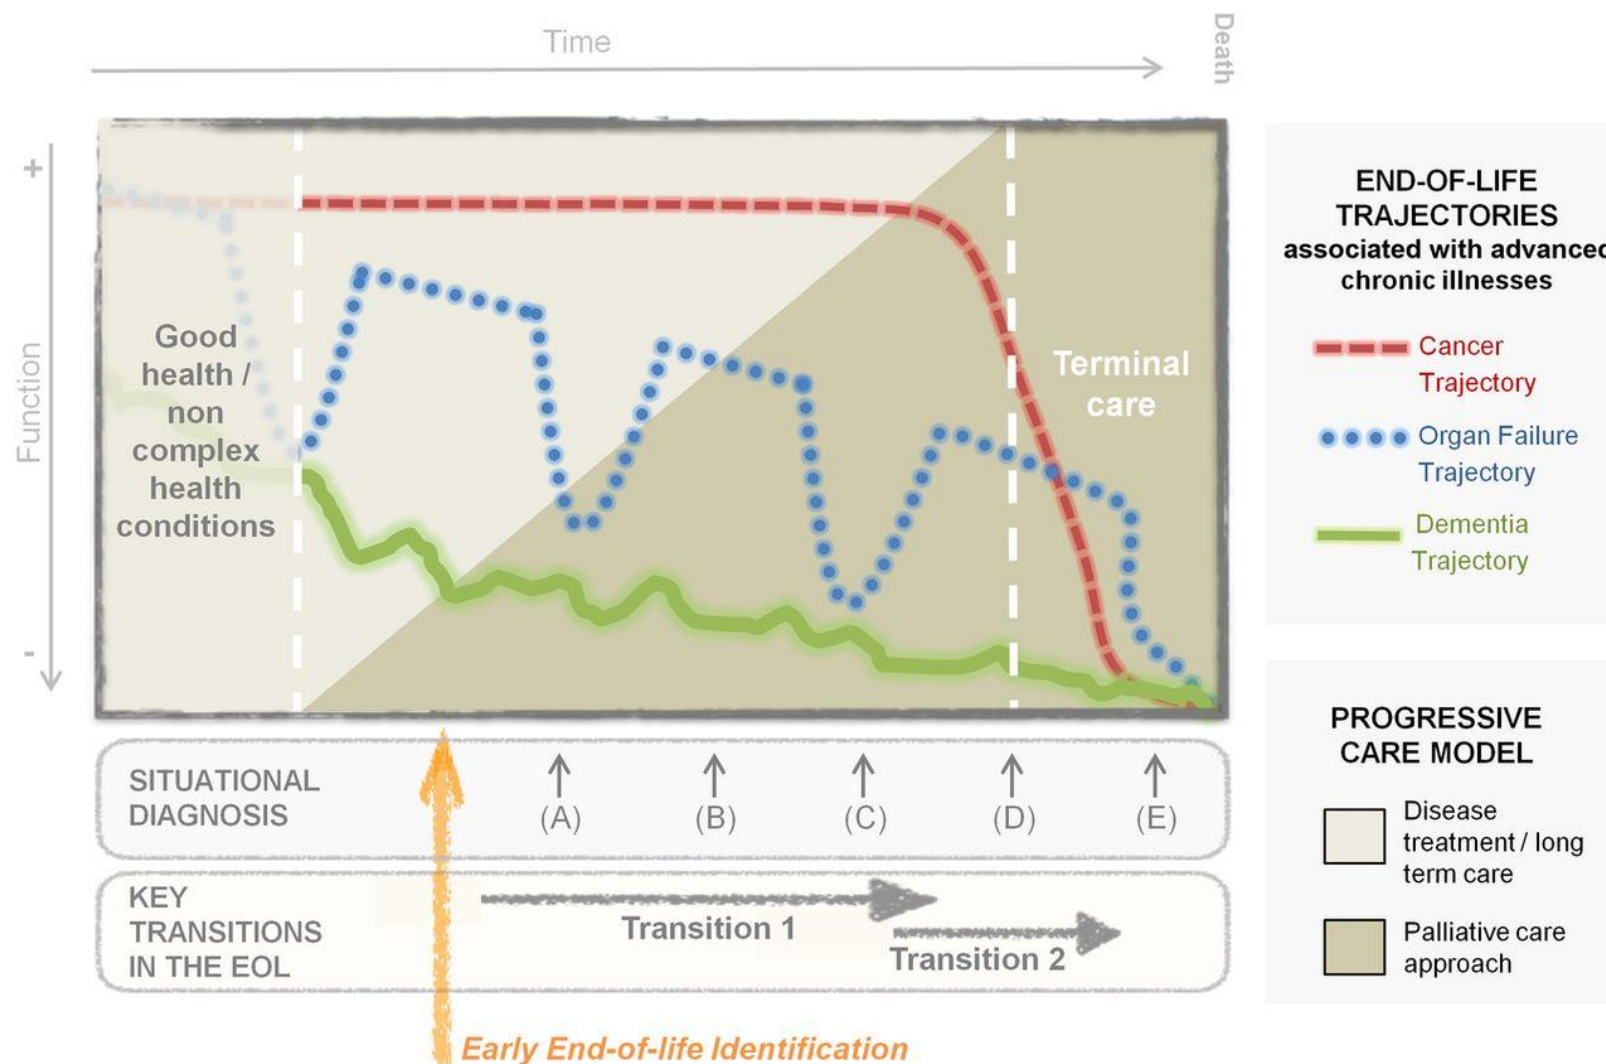 Time
Death
+
Function
-
Good
health /
non
complex
health
conditions
Terminal
care
END-OF-LIFE
TRAJECTORIES
associated with advanced
chronic illnesses
Cancer
Trajectory
Organ Failure
Trajectory
Dementia
Trajectory
PROGRESSIVE
CARE MODEL
Disease
treatment / long
term care
Palliative care
approach
SITUATIONAL
DIAGNOSIS
(A) (B) (C) (D) (E)
KEY
TRANSITIONS
IN THE EOL
Transition 1
Transition 2
Early End-of-life Identification